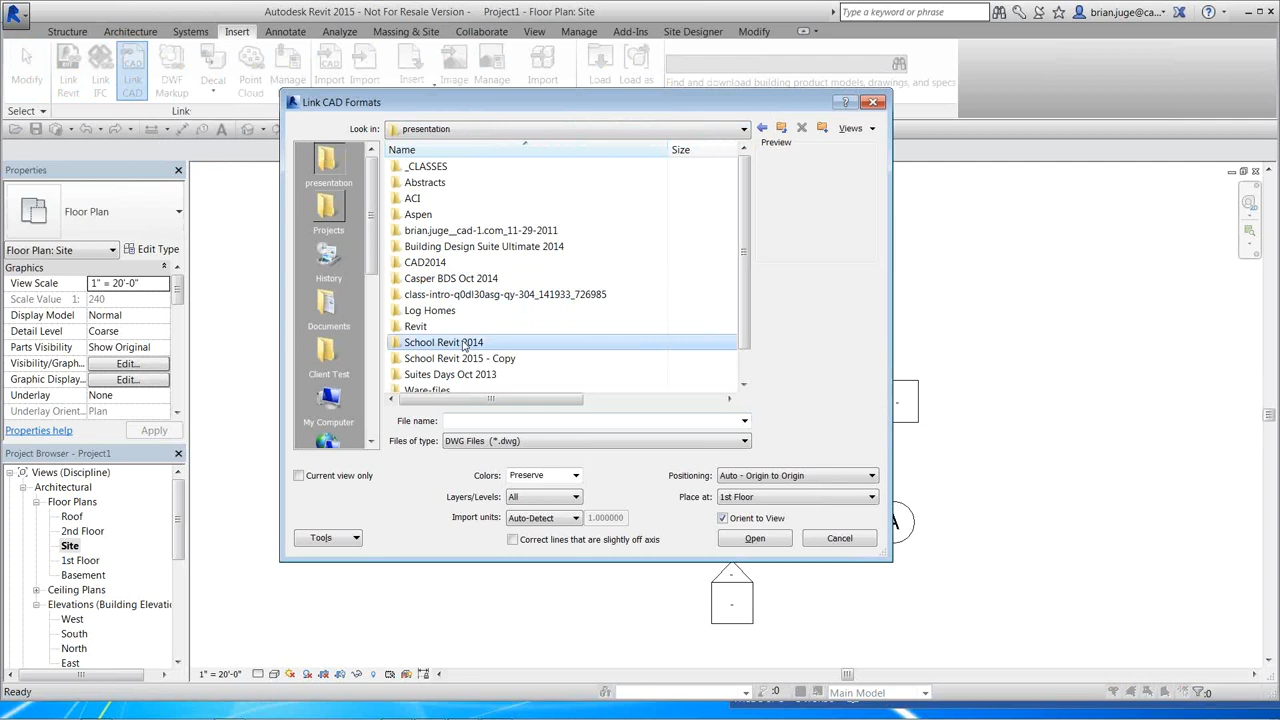 Autodesk Revit 2015 - Not For Resale Version - Project1 - Floor Plan: Site
Type a keyword or phrase
brian.juge@ca...
Structure Architecture Systems Insert Annotate Analyze Massing & Site Collaborate View Manage Add-Ins Site Designer Modify
Modify
Link Revit
Link IFC
Link CAD
DWF Markup
Decal
Point Cloud
Manage
Import
Import
Insert
Image
Manage
Import
Load
Load as
Find and download building product models, drawings, and specs
Select
Link
Link CAD Formats
Look in:
presentation
Views
Name
Size
Preview
presentation
Projects
History
Documents
Client Test
My Computer
_CLASSES
Abstracts
ACI
Aspen
brian.juge__cad-1.com_11-29-2011
Building Design Suite Ultimate 2014
CAD2014
Casper BDS Oct 2014
class-intro-q0dl30asg-qy-304_141933_726985
Log Homes
Revit
School Revit 2014
School Revit 2015 - Copy
Suites Days Oct 2013
Ware-files
File name:
Files of type: DWG Files (*.dwg)
Current view only
Colors: Preserve
Positioning: Auto - Origin to Origin
Layers/Levels: All
Place at: 1st Floor
Import units: Auto-Detect 1.000000
Orient to View
Correct lines that are slightly off axis
Tools
Open
Cancel
Properties
Floor Plan
Floor Plan: Site
Edit Type
Graphics
View Scale 1" = 20'-0"
Scale Value 1: 240
Display Model Normal
Detail Level Coarse
Parts Visibility Show Original
Visibility/Graph... Edit...
Graphic Display... Edit...
Underlay None
Underlay Orient... Plan
Properties help
Apply
Project Browser - Project1
Views (Discipline)
Architectural
Floor Plans
Roof
2nd Floor
Site
1st Floor
Basement
Ceiling Plans
Elevations (Building Elevatio
West
South
North
East
A
1" = 20'-0"
Ready
:0
Main Model
:0